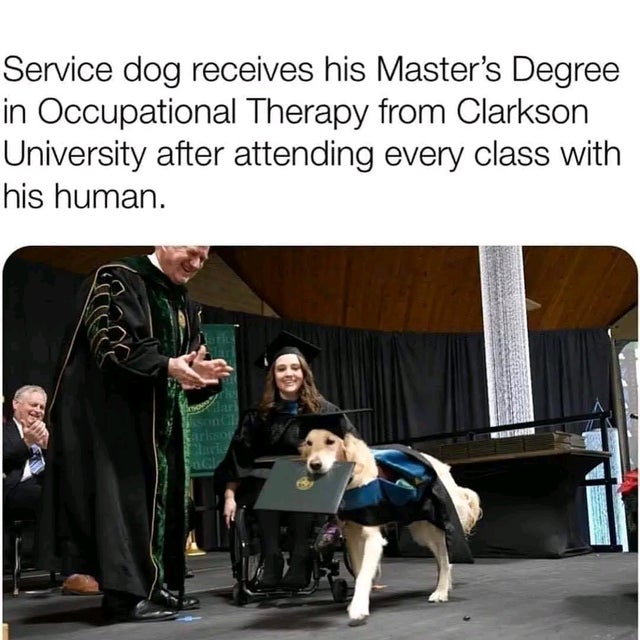 Service dog receives his Master’s Degree
in Occupational Therapy from Clarkson
University after attending every class with
his human.